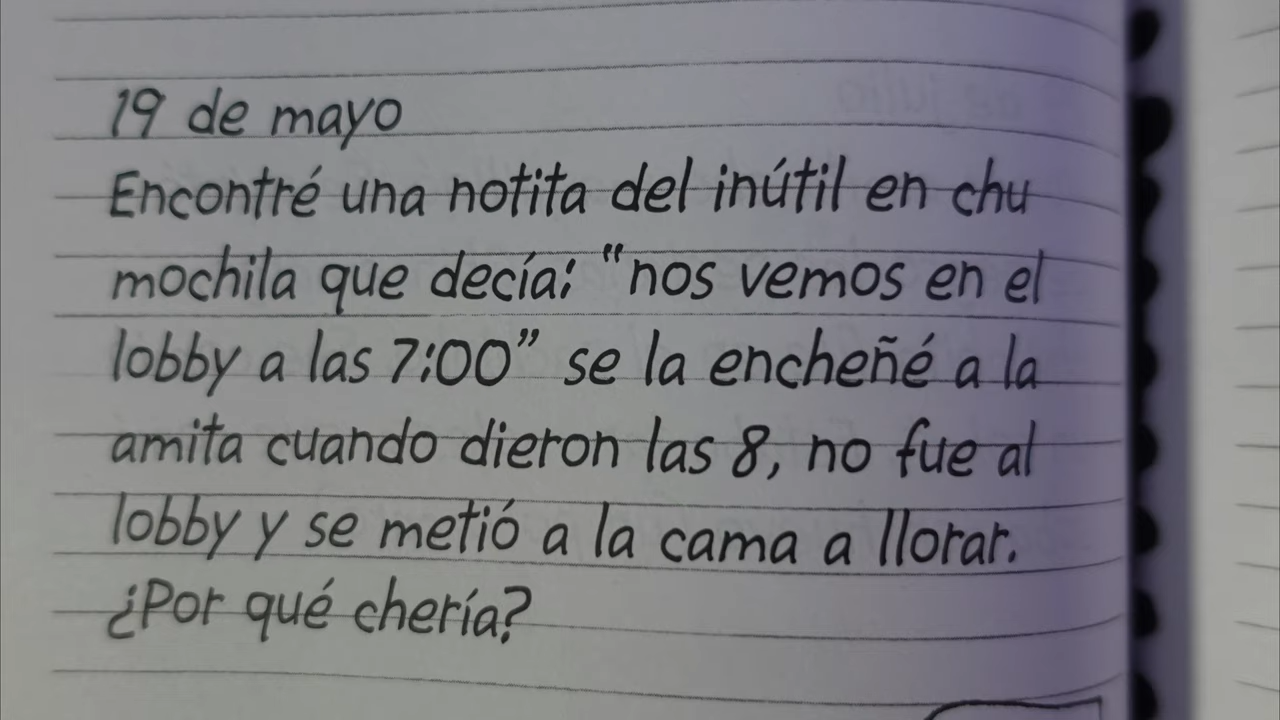 19 de mayo
Encontré una notita del inútil en chu
mochila que decía: "nos vemos en el
lobby a las 7:00" se la encheñé a la
amita cuando dieron las 8, no fue al
lobby y se metió a la cama a llorar.
¿Por qué chería?